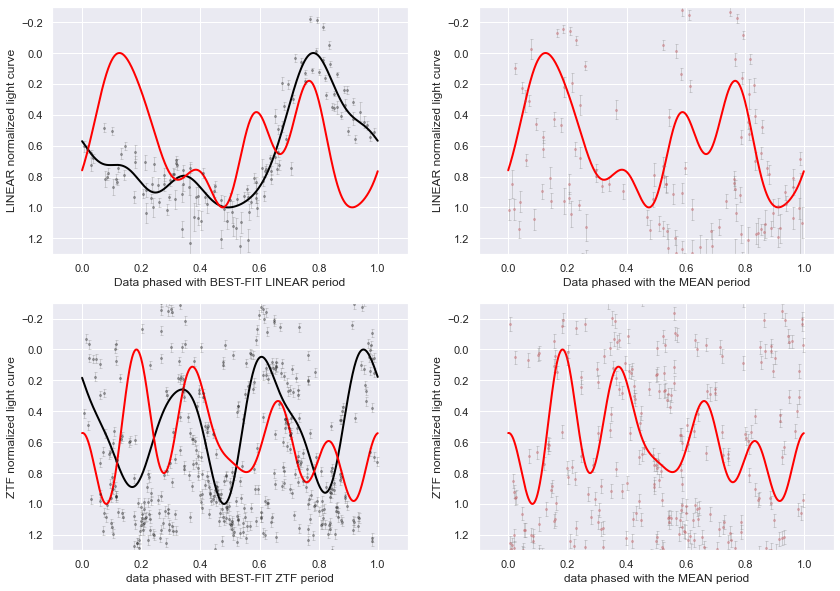 −0.2
0.0
0.2
0.4
0.6
0.8
1.0
1.2
LINEAR normalized light curve
0.0 0.2 0.4 0.6 0.8 1.0
Data phased with BEST-FIT LINEAR period
−0.2
0.0
0.2
0.4
0.6
0.8
1.0
1.2
LINEAR normalized light curve
0.0 0.2 0.4 0.6 0.8 1.0
Data phased with the MEAN period
−0.2
0.0
0.2
0.4
0.6
0.8
1.0
1.2
ZTF normalized light curve
0.0 0.2 0.4 0.6 0.8 1.0
data phased with BEST-FIT ZTF period
−0.2
0.0
0.2
0.4
0.6
0.8
1.0
1.2
ZTF normalized light curve
0.0 0.2 0.4 0.6 0.8 1.0
data phased with the MEAN period